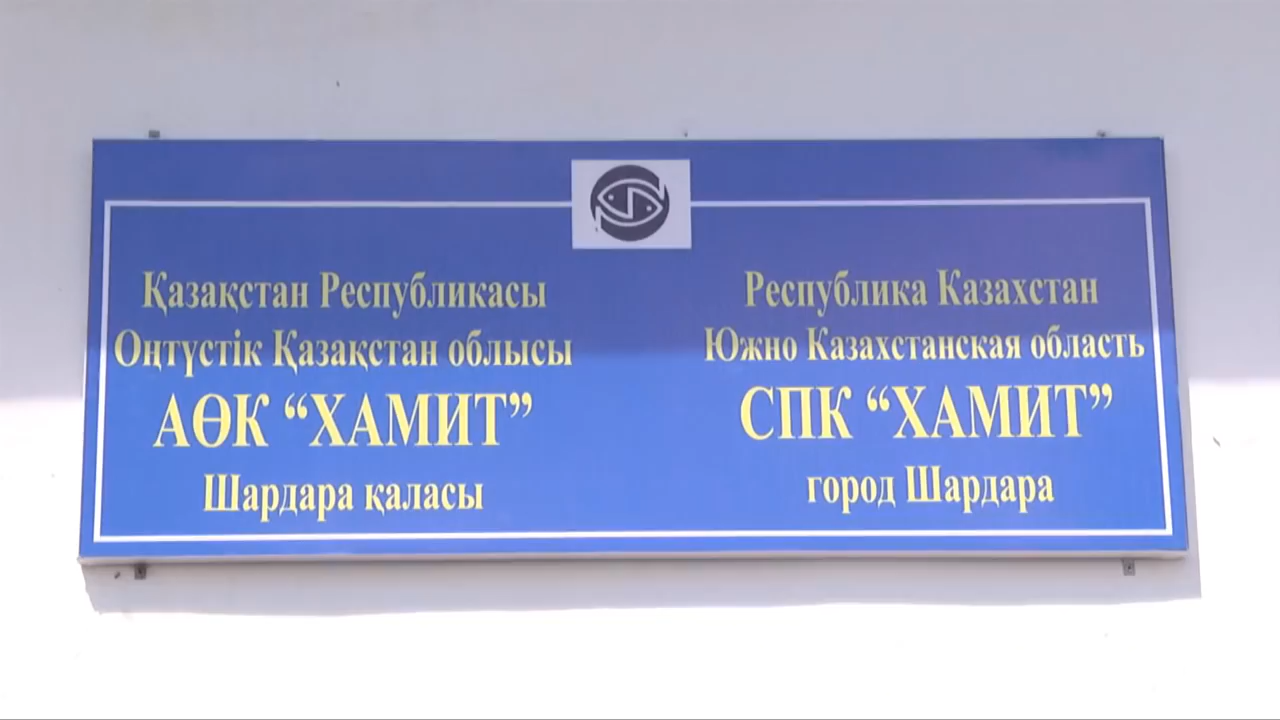 Қазақстан Республикасы
Оңтүстік Қазақстан облысы
АӨК “ХАМИТ”
Шардара қаласы
Республика Казахстан
Южно Казахстанская область
СПК “ХАМИТ”
город Шардара